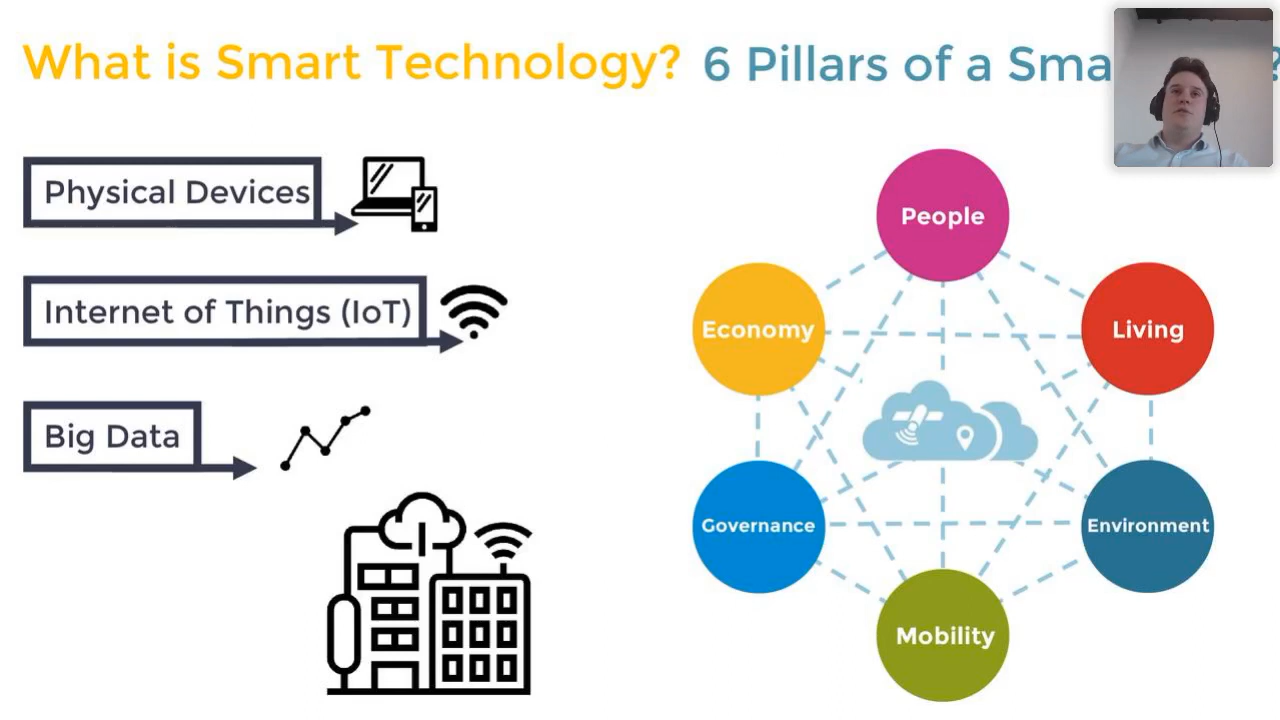 What is Smart Technology?
6 Pillars of a Sma
Physical Devices
Internet of Things (IoT)
Big Data
People
Economy
Living
Governance
Environment
Mobility